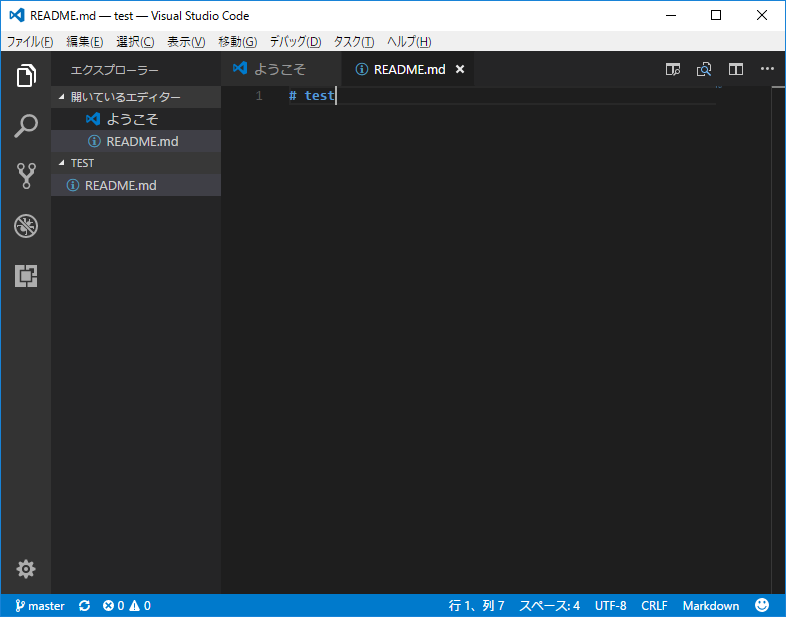 README.md — test — Visual Studio Code
ファイル(F) 編集(E) 選択(C) 表示(V) 移動(G) デバッグ(D) タスク(T) ヘルプ(H)
エクスプローラー
開いているエディター
ようこそ
README.md
TEST
README.md
ようこそ README.md
1 # test
master 0 0 行 1、列 7 スペース: 4 UTF-8 CRLF Markdown